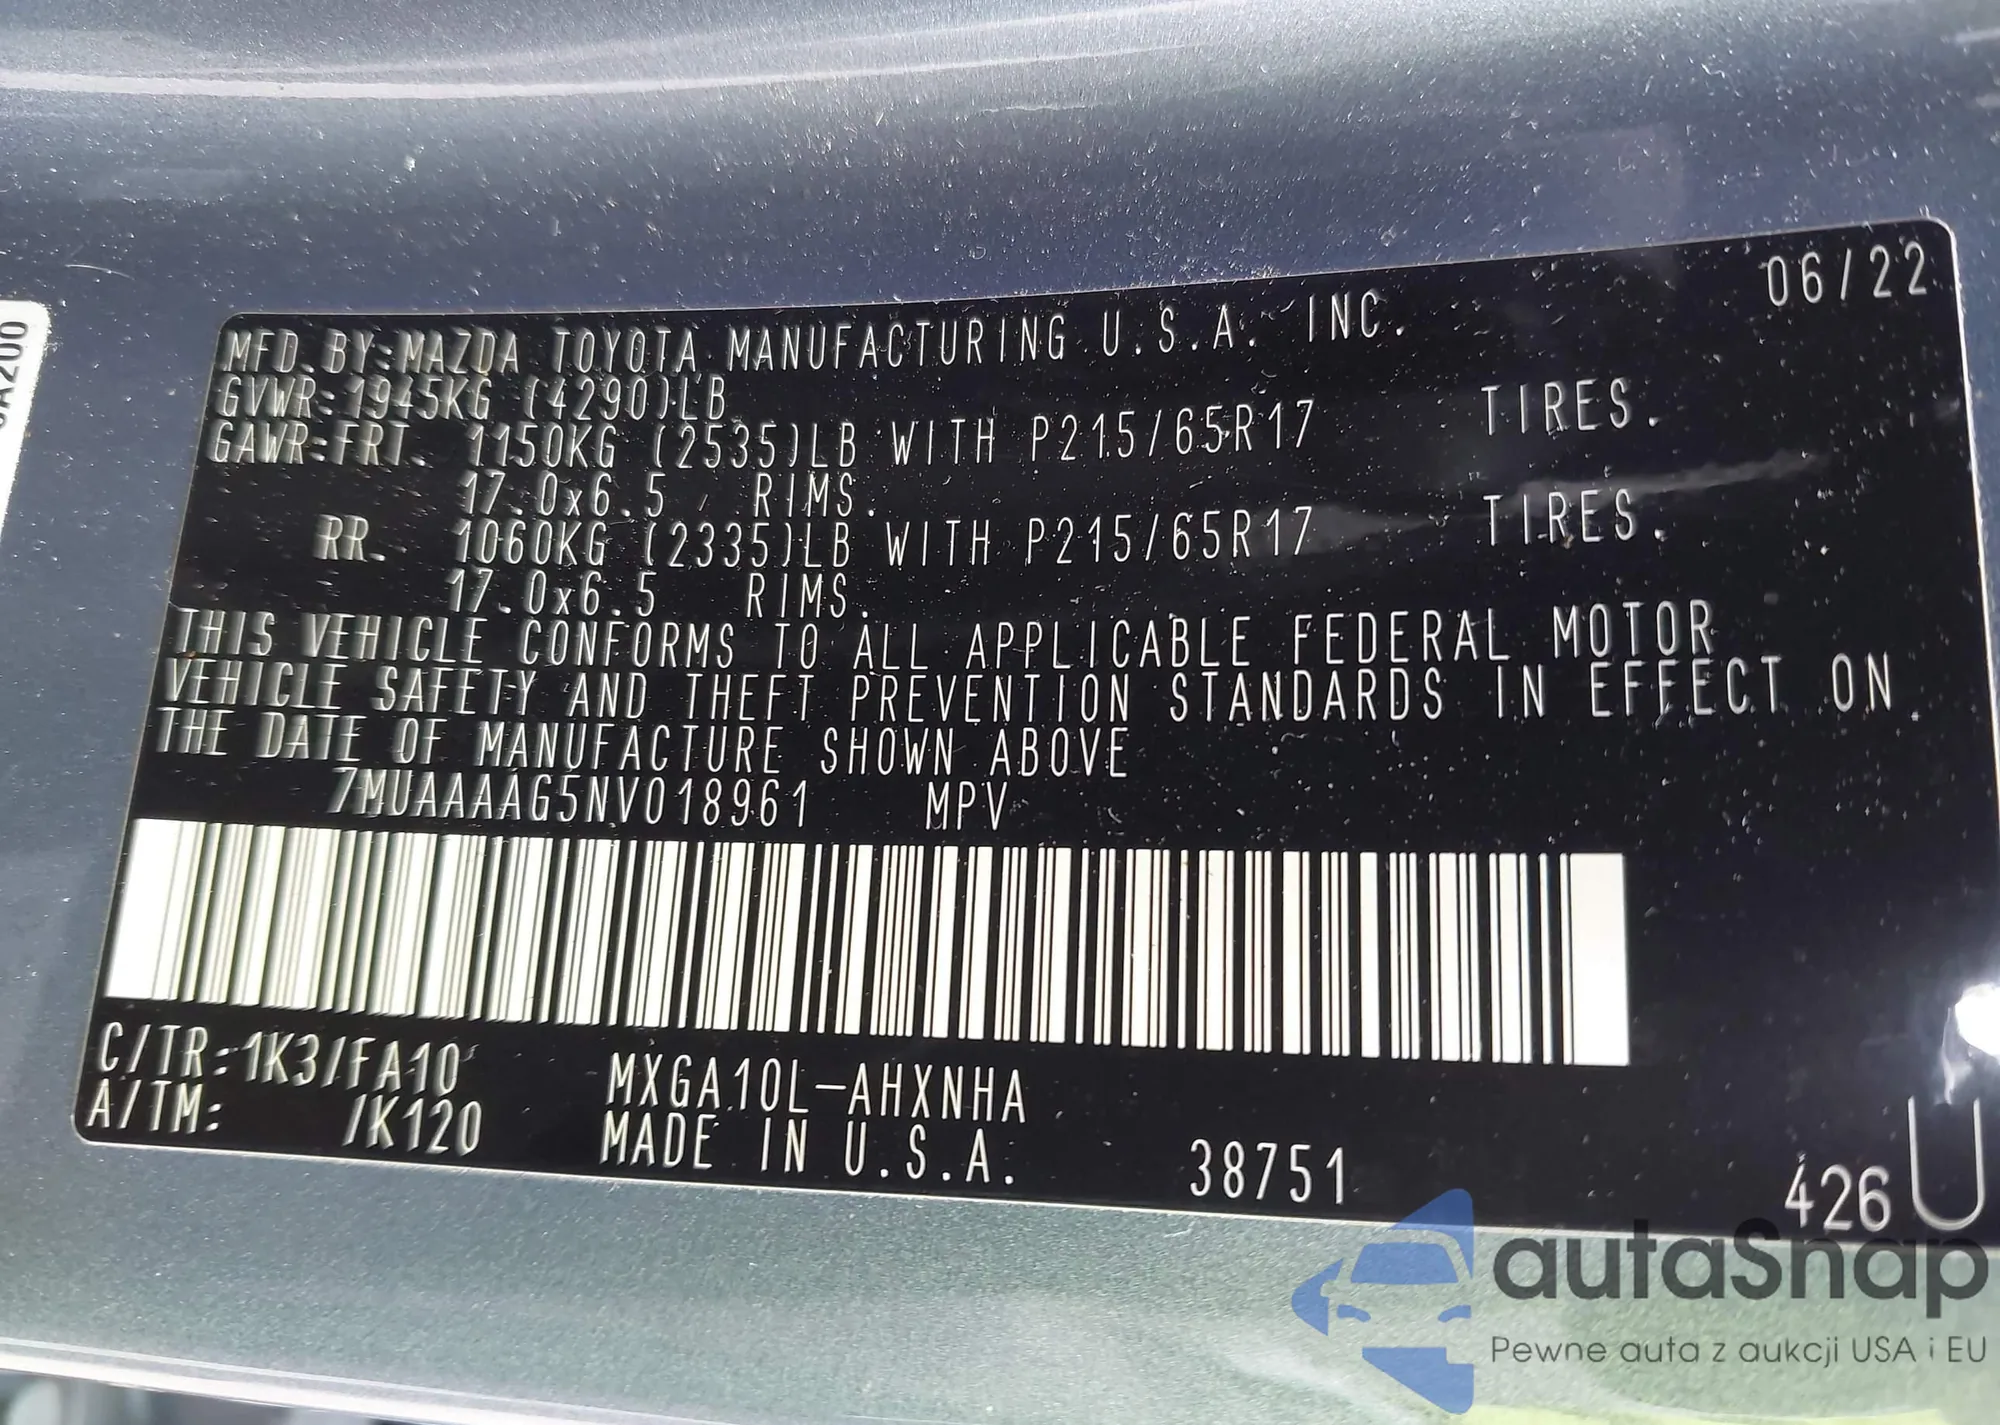 06/22
MFD.BY:MAZDA TOYOTA MANUFACTURING U.S.A. INC.
GVWR:1945KG (4290)LB
GAWR:FRT. 1150KG (2535)LB WITH P215/65R17 TIRES.
17.0x6.5 RIMS.
RR. 1060KG (2335)LB WITH P215/65R17 TIRES.
17.0x6.5 RIMS.
THIS VEHICLE CONFORMS TO ALL APPLICABLE FEDERAL MOTOR
VEHICLE SAFETY AND THEFT PREVENTION STANDARDS IN EFFECT ON
THE DATE OF MANUFACTURE SHOWN ABOVE
7MUAAAAG5NV018961 MPV
C/TR:1K3/FA10 MXGA10L-AHXNHA
A/TM: /K120 MADE IN U.S.A. 38751 426 U
autoSnap
Pewne auta z aukcji USA i EU